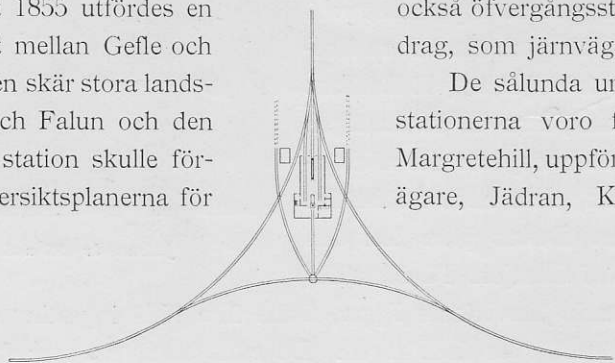 1855 utfördes en
mellan Gefle och
en skär stora lands-
ch Falun och den
station skulle för-
ersiktsplanerna för
också öfvergångsst
drag, som järnväg
De sålunda ur
stationerna voro f
Margretehill, uppför
ägare, Jädran, K